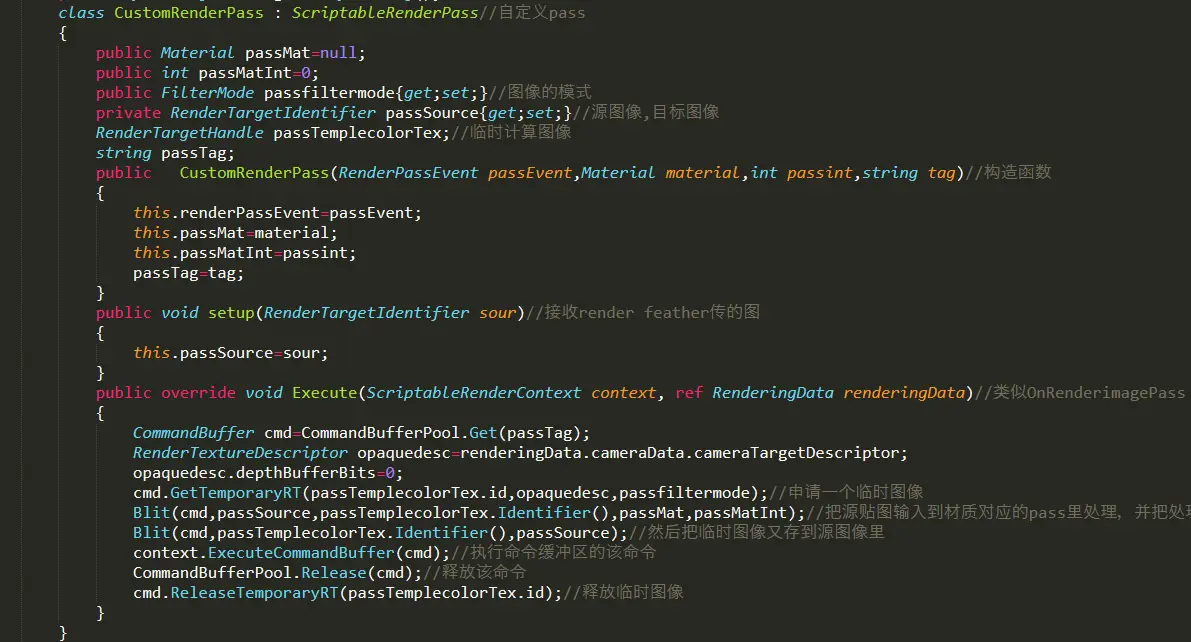 class CustomRenderPass : ScriptableRenderPass//自定义pass
{
public Material passMat=null;
public int passMatInt=0;
public FilterMode passfiltermode{get;set;}//图像的模式
private RenderTargetIdentifier passSource{get;set;}//源图像,目标图像
RenderTargetHandle passTemplecolorTex;//临时计算图像
string passTag;
public   CustomRenderPass(RenderPassEvent passEvent,Material material,int passint,string tag)//构造函数
{
this.renderPassEvent=passEvent;
this.passMat=material;
this.passMatInt=passint;
passTag=tag;
}
public void setup(RenderTargetIdentifier sour)//接收render feather传的图
{
this.passSource=sour;
}
public override void Execute(ScriptableRenderContext context, ref RenderingData renderingData)//类似OnRenderimagePass
{
CommandBuffer cmd=CommandBufferPool.Get(passTag);
RenderTextureDescriptor opaquedesc=renderingData.cameraData.cameraTargetDescriptor;
opaquedesc.depthBufferBits=0;
cmd.GetTemporaryRT(passTemplecolorTex.id,opaquedesc,passfiltermode);//申请一个临时图像
Blit(cmd,passSource,passTemplecolorTex.Identifier(),passMat,passMatInt);//把源贴图输入到材质对应的pass里处理，并把处
Blit(cmd,passTemplecolorTex.Identifier(),passSource);//然后把临时图像又存到源图像里
context.ExecuteCommandBuffer(cmd);//执行命令缓冲区的该命令
CommandBufferPool.Release(cmd);//释放该命令
cmd.ReleaseTemporaryRT(passTemplecolorTex.id);//释放临时图像
}
}